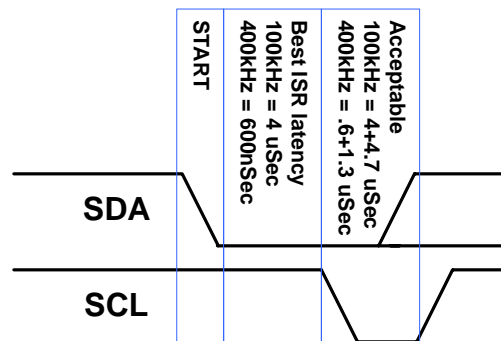 START
Best ISR latency
100kHz = 4 uSec
400kHz = 600nSec
Acceptable
100kHz = 4+4.7 uSec
400kHz = .6+1.3 uSec
SDA
SCL